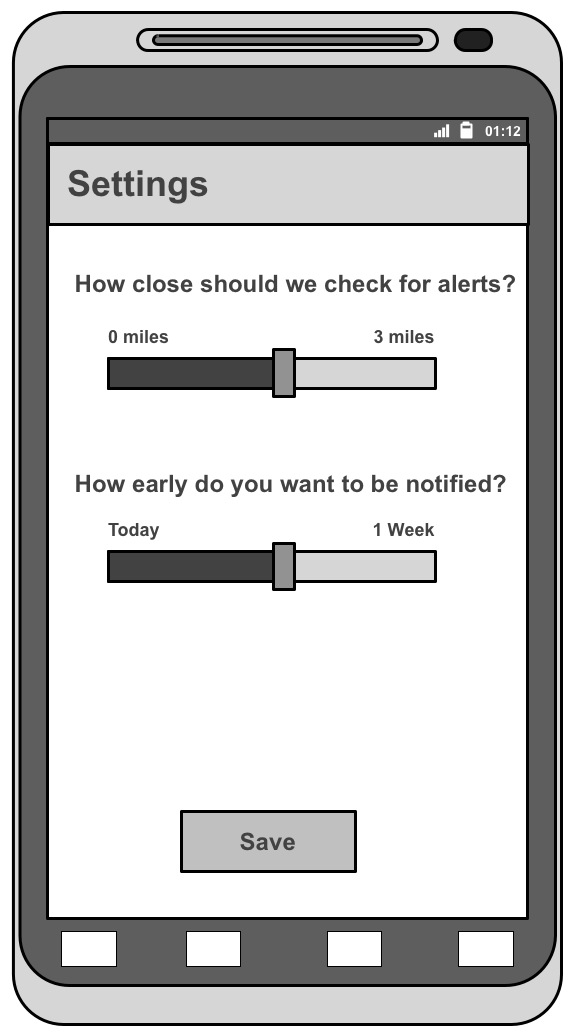 01:12
Settings
How close should we check for alerts?
0 miles 3 miles
How early do you want to be notified?
Today 1 Week
Save